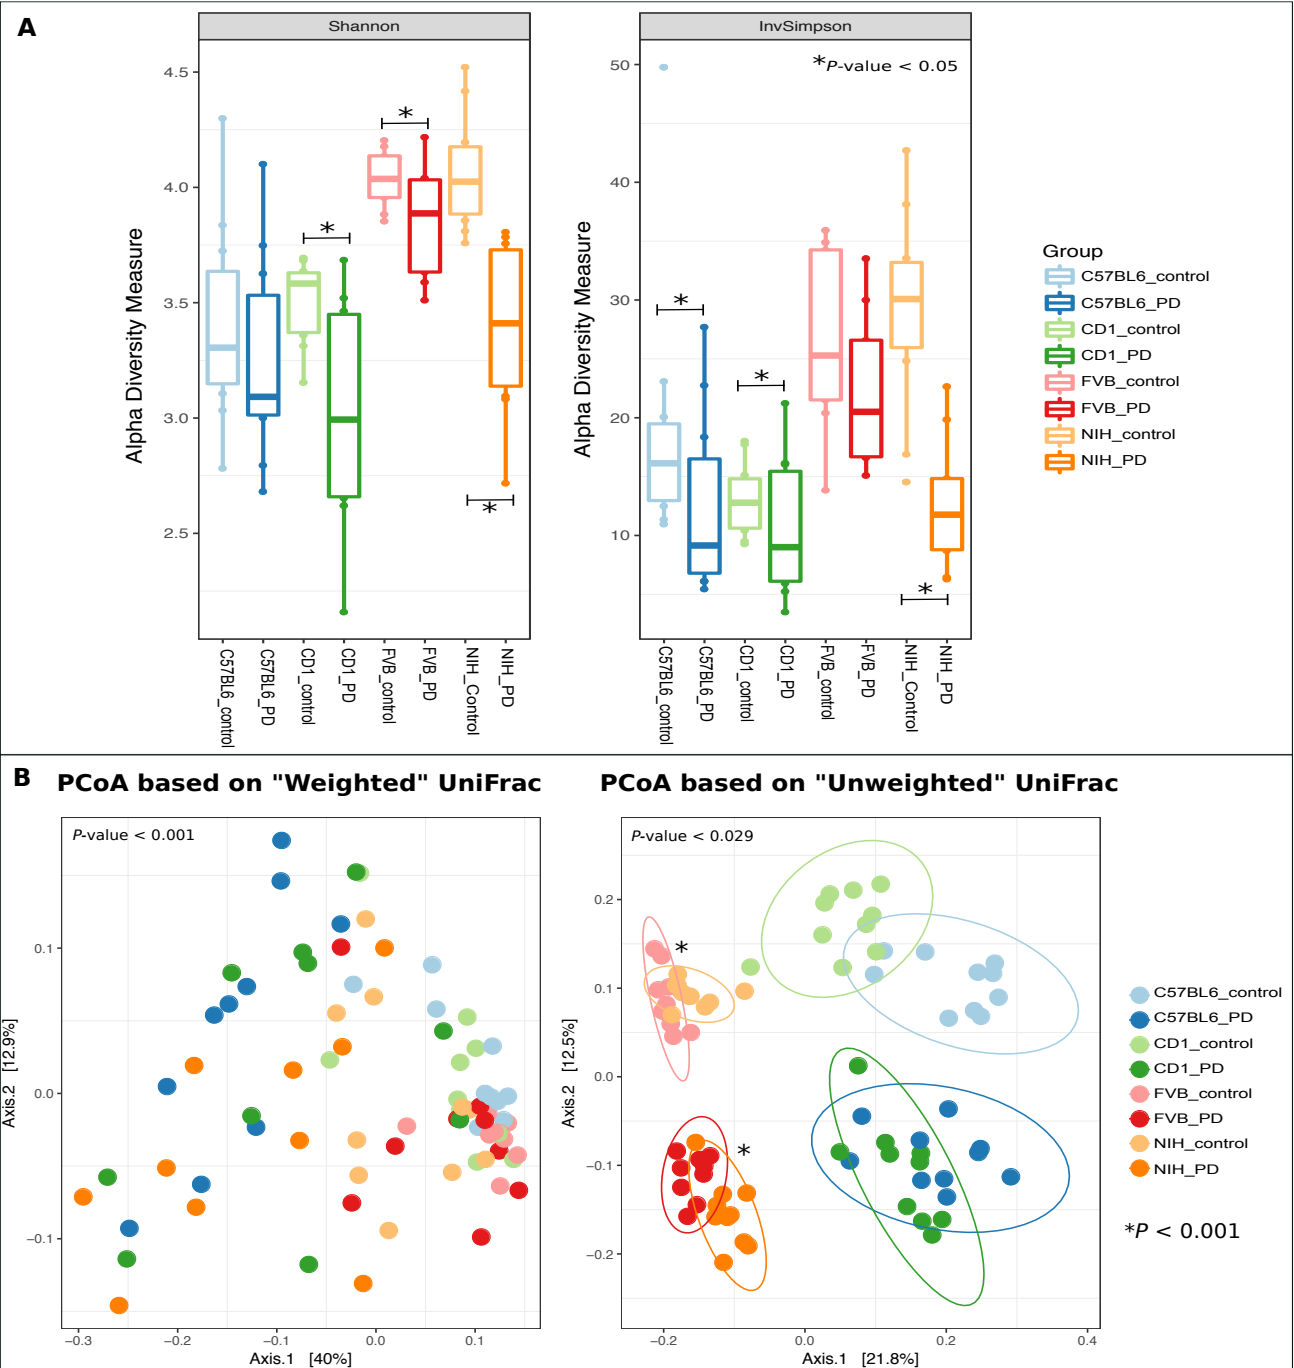 A
Shannon
InvSimpson
*P-value < 0.05
Alpha Diversity Measure
4.5
4.0
3.5
3.0
2.5
*
*
*
C57BL6_control
C57BL6_PD
CD1_control
CD1_PD
FVB_control
FVB_PD
NIH_Control
NIH_PD
Alpha Diversity Measure
50
40
30
20
10
*
*
*
C57BL6_control
C57BL6_PD
CD1_control
CD1_PD
FVB_control
FVB_PD
NIH_Control
NIH_PD
Group
C57BL6_control
C57BL6_PD
CD1_control
CD1_PD
FVB_control
FVB_PD
NIH_control
NIH_PD
B
PCoA based on "Weighted" UniFrac
P-value < 0.001
Axis.2 [12.9%]
0.1
0.0
−0.1
−0.3
−0.2
−0.1
0.0
0.1
Axis.1 [40%]
PCoA based on "Unweighted" UniFrac
P-value < 0.029
Axis.2 [12.5%]
0.2
0.1
0.0
−0.1
−0.2
*
*
−0.2
0.0
0.2
0.4
Axis.1 [21.8%]
C57BL6_control
C57BL6_PD
CD1_control
CD1_PD
FVB_control
FVB_PD
NIH_control
NIH_PD
*P < 0.001